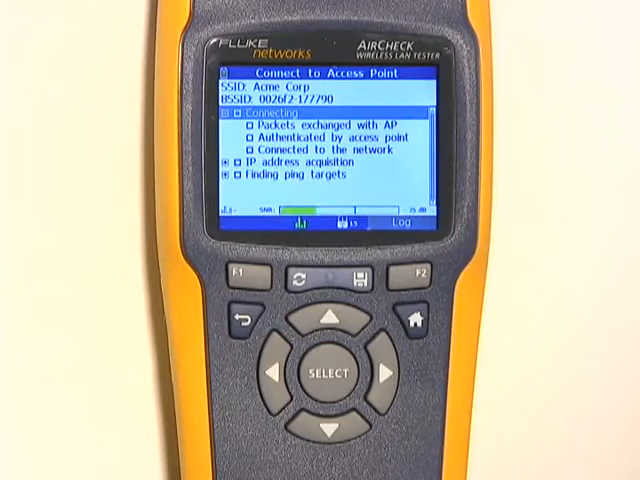 FLUKE
networks
AIRCHECK
WIRELESS LAN TESTER
Connect to Access Point
SSID: Acme Corp
BSSID: 0026f2-177790
Connecting
Packets exchanged with AP
Authenticated by access point
Connected to the network
IP address acquisition
Finding ping targets
SNR:
dB
15
Log
F1
F2
SELECT